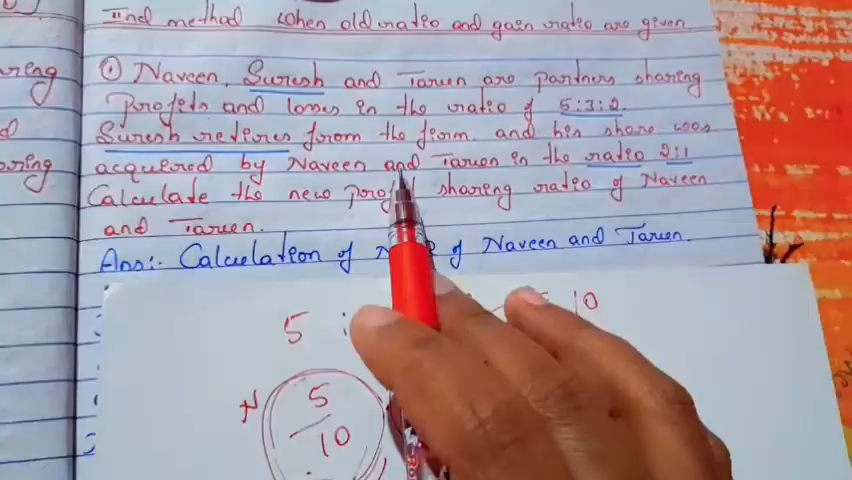 IInd method when old ratio and gain ratio are given.
① Naveen, Suresh and Tarun are partners sharing
Profits and losses in the ratio of 5:3:2.
Suresh retires from the firm and his share was
acquired by Naveen and Tarun in the ratio 2:1
Calculate the new profit sharing ratio of Naveen
and Tarun.
Ans:- Calculation of N R of Naveen and Tarun.
5 : 10
N 5/10
aring
d
oaring